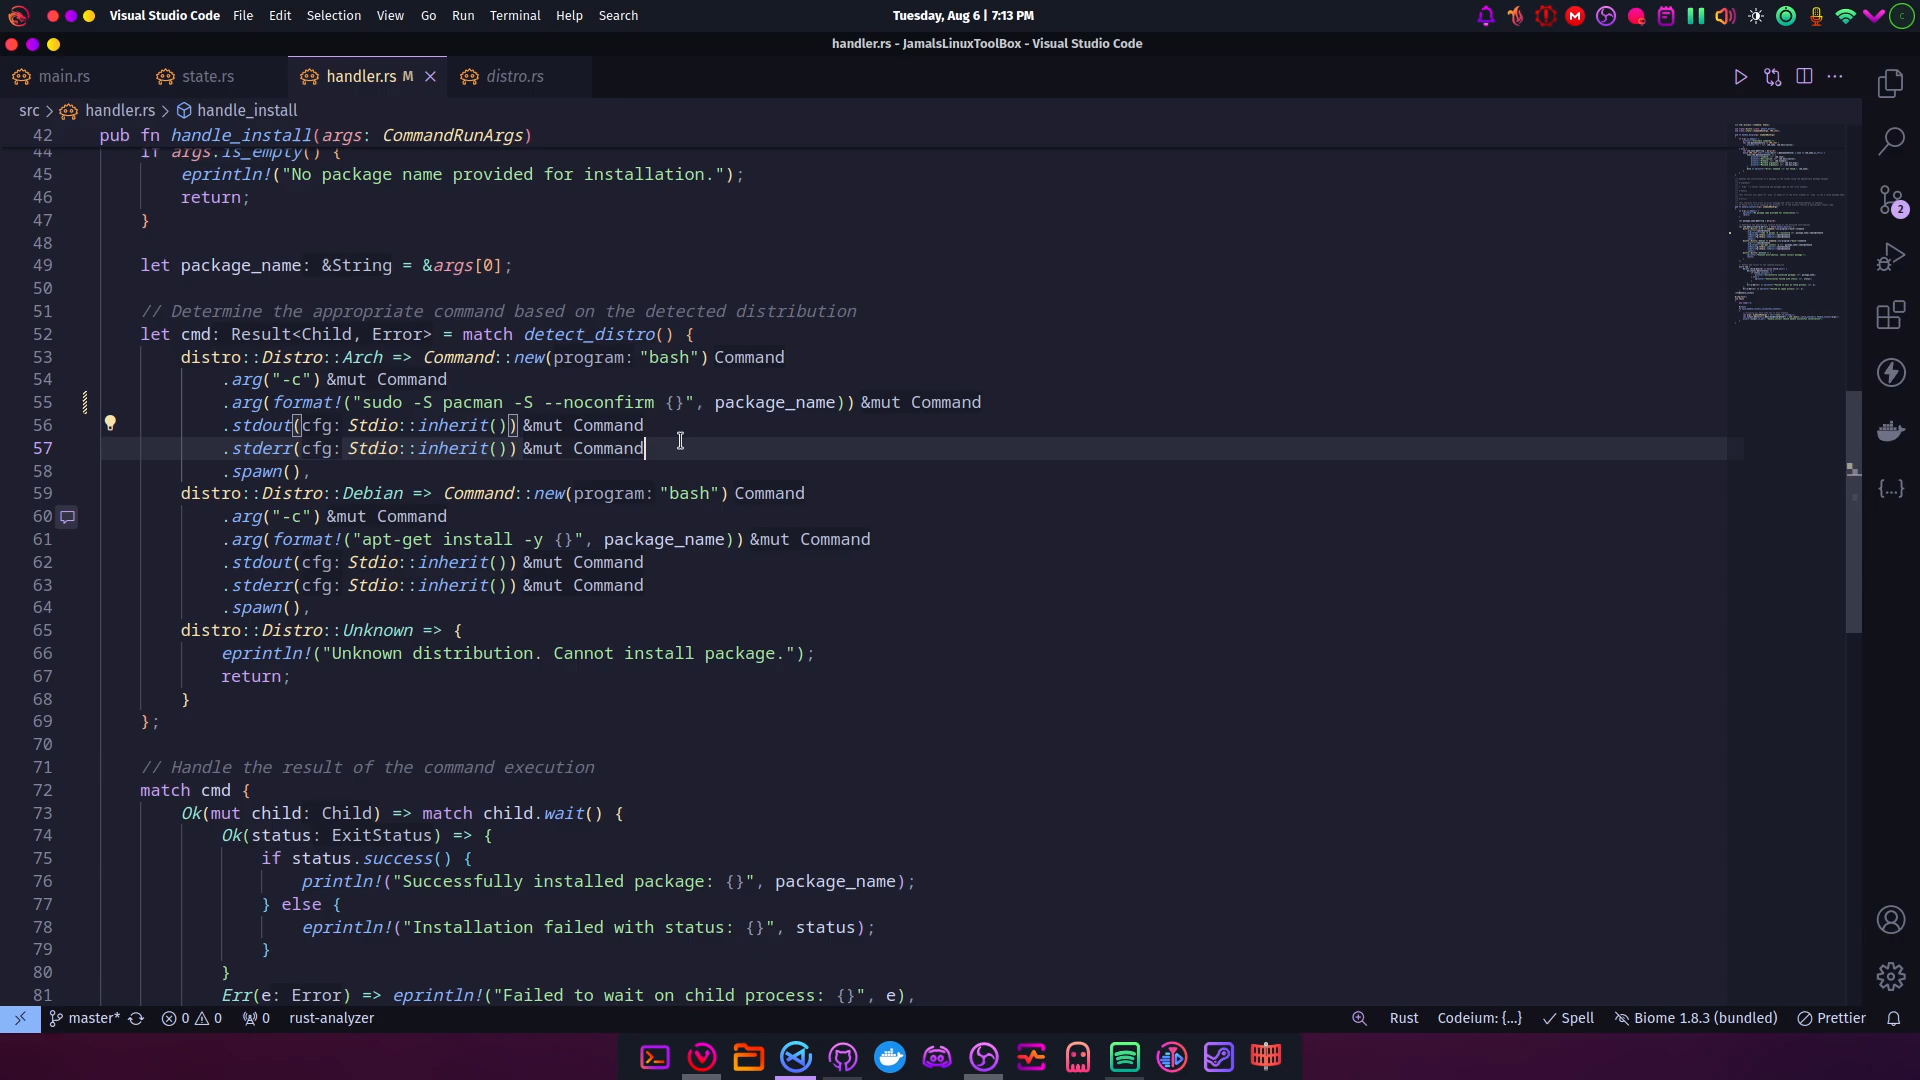 Visual Studio Code File Edit Selection View Go Run Terminal Help Search
Tuesday, Aug 6 | 7:13 PM
handler.rs - JamalsLinuxToolBox - Visual Studio Code
main.rs state.rs handler.rs M distro.rs
src > handler.rs > handle_install
42 pub fn handle_install(args: CommandRunArgs)
44 if args.is_empty() {
45 eprintln!("No package name provided for installation.");
46 return;
47 }
48
49 let package_name: &String = &args[0];
50
51 // Determine the appropriate command based on the detected distribution
52 let cmd: Result<Child, Error> = match detect_distro() {
53 distro::Distro::Arch => Command::new(program: "bash") Command
54 .arg("-c") &mut Command
55 .arg(format!("sudo -S pacman -S --noconfirm {}", package_name)) &mut Command
56 .stdout(cfg: Stdio::inherit()) &mut Command
57 .stderr(cfg: Stdio::inherit()) &mut Command
58 .spawn(),
59 distro::Distro::Debian => Command::new(program: "bash") Command
60 .arg("-c") &mut Command
61 .arg(format!("apt-get install -y {}", package_name)) &mut Command
62 .stdout(cfg: Stdio::inherit()) &mut Command
63 .stderr(cfg: Stdio::inherit()) &mut Command
64 .spawn(),
65 distro::Distro::Unknown => {
66 eprintln!("Unknown distribution. Cannot install package.");
67 return;
68 }
69 };
70
71 // Handle the result of the command execution
72 match cmd {
73 Ok(mut child: Child) => match child.wait() {
74 Ok(status: ExitStatus) => {
75 if status.success() {
76 println!("Successfully installed package: {}", package_name);
77 } else {
78 eprintln!("Installation failed with status: {}", status);
79 }
80 }
81 Err(e: Error) => eprintln!("Failed to wait on child process: {}", e),
2
master* 0 0 0 rust-analyzer Rust Codeium: {...} Spell Biome 1.8.3 (bundled) Prettier